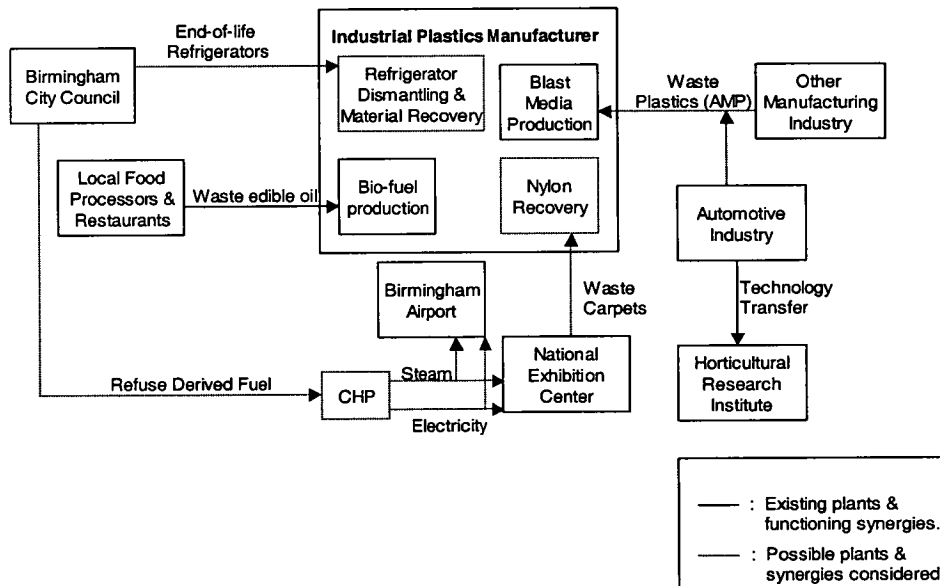 End-of-life
Refrigerators
Birmingham
City Council
Industrial Plastics Manufacturer
Refrigerator
Dismantling &
Material Recovery
Blast
Media
Production
Waste
Plastics (AMP)
Other
Manufacturing
Industry
Local Food
Processors &
Restaurants
Waste edible oil
Bio-fuel
production
Nylon
Recovery
Automotive
Industry
Birmingham
Airport
Waste
Carpets
Technology
Transfer
Refuse Derived Fuel
CHP
Steam
Electricity
National
Exhibition
Center
Horticultural
Research
Institute
: Existing plants &
functioning synergies.
: Possible plants &
synergies considered